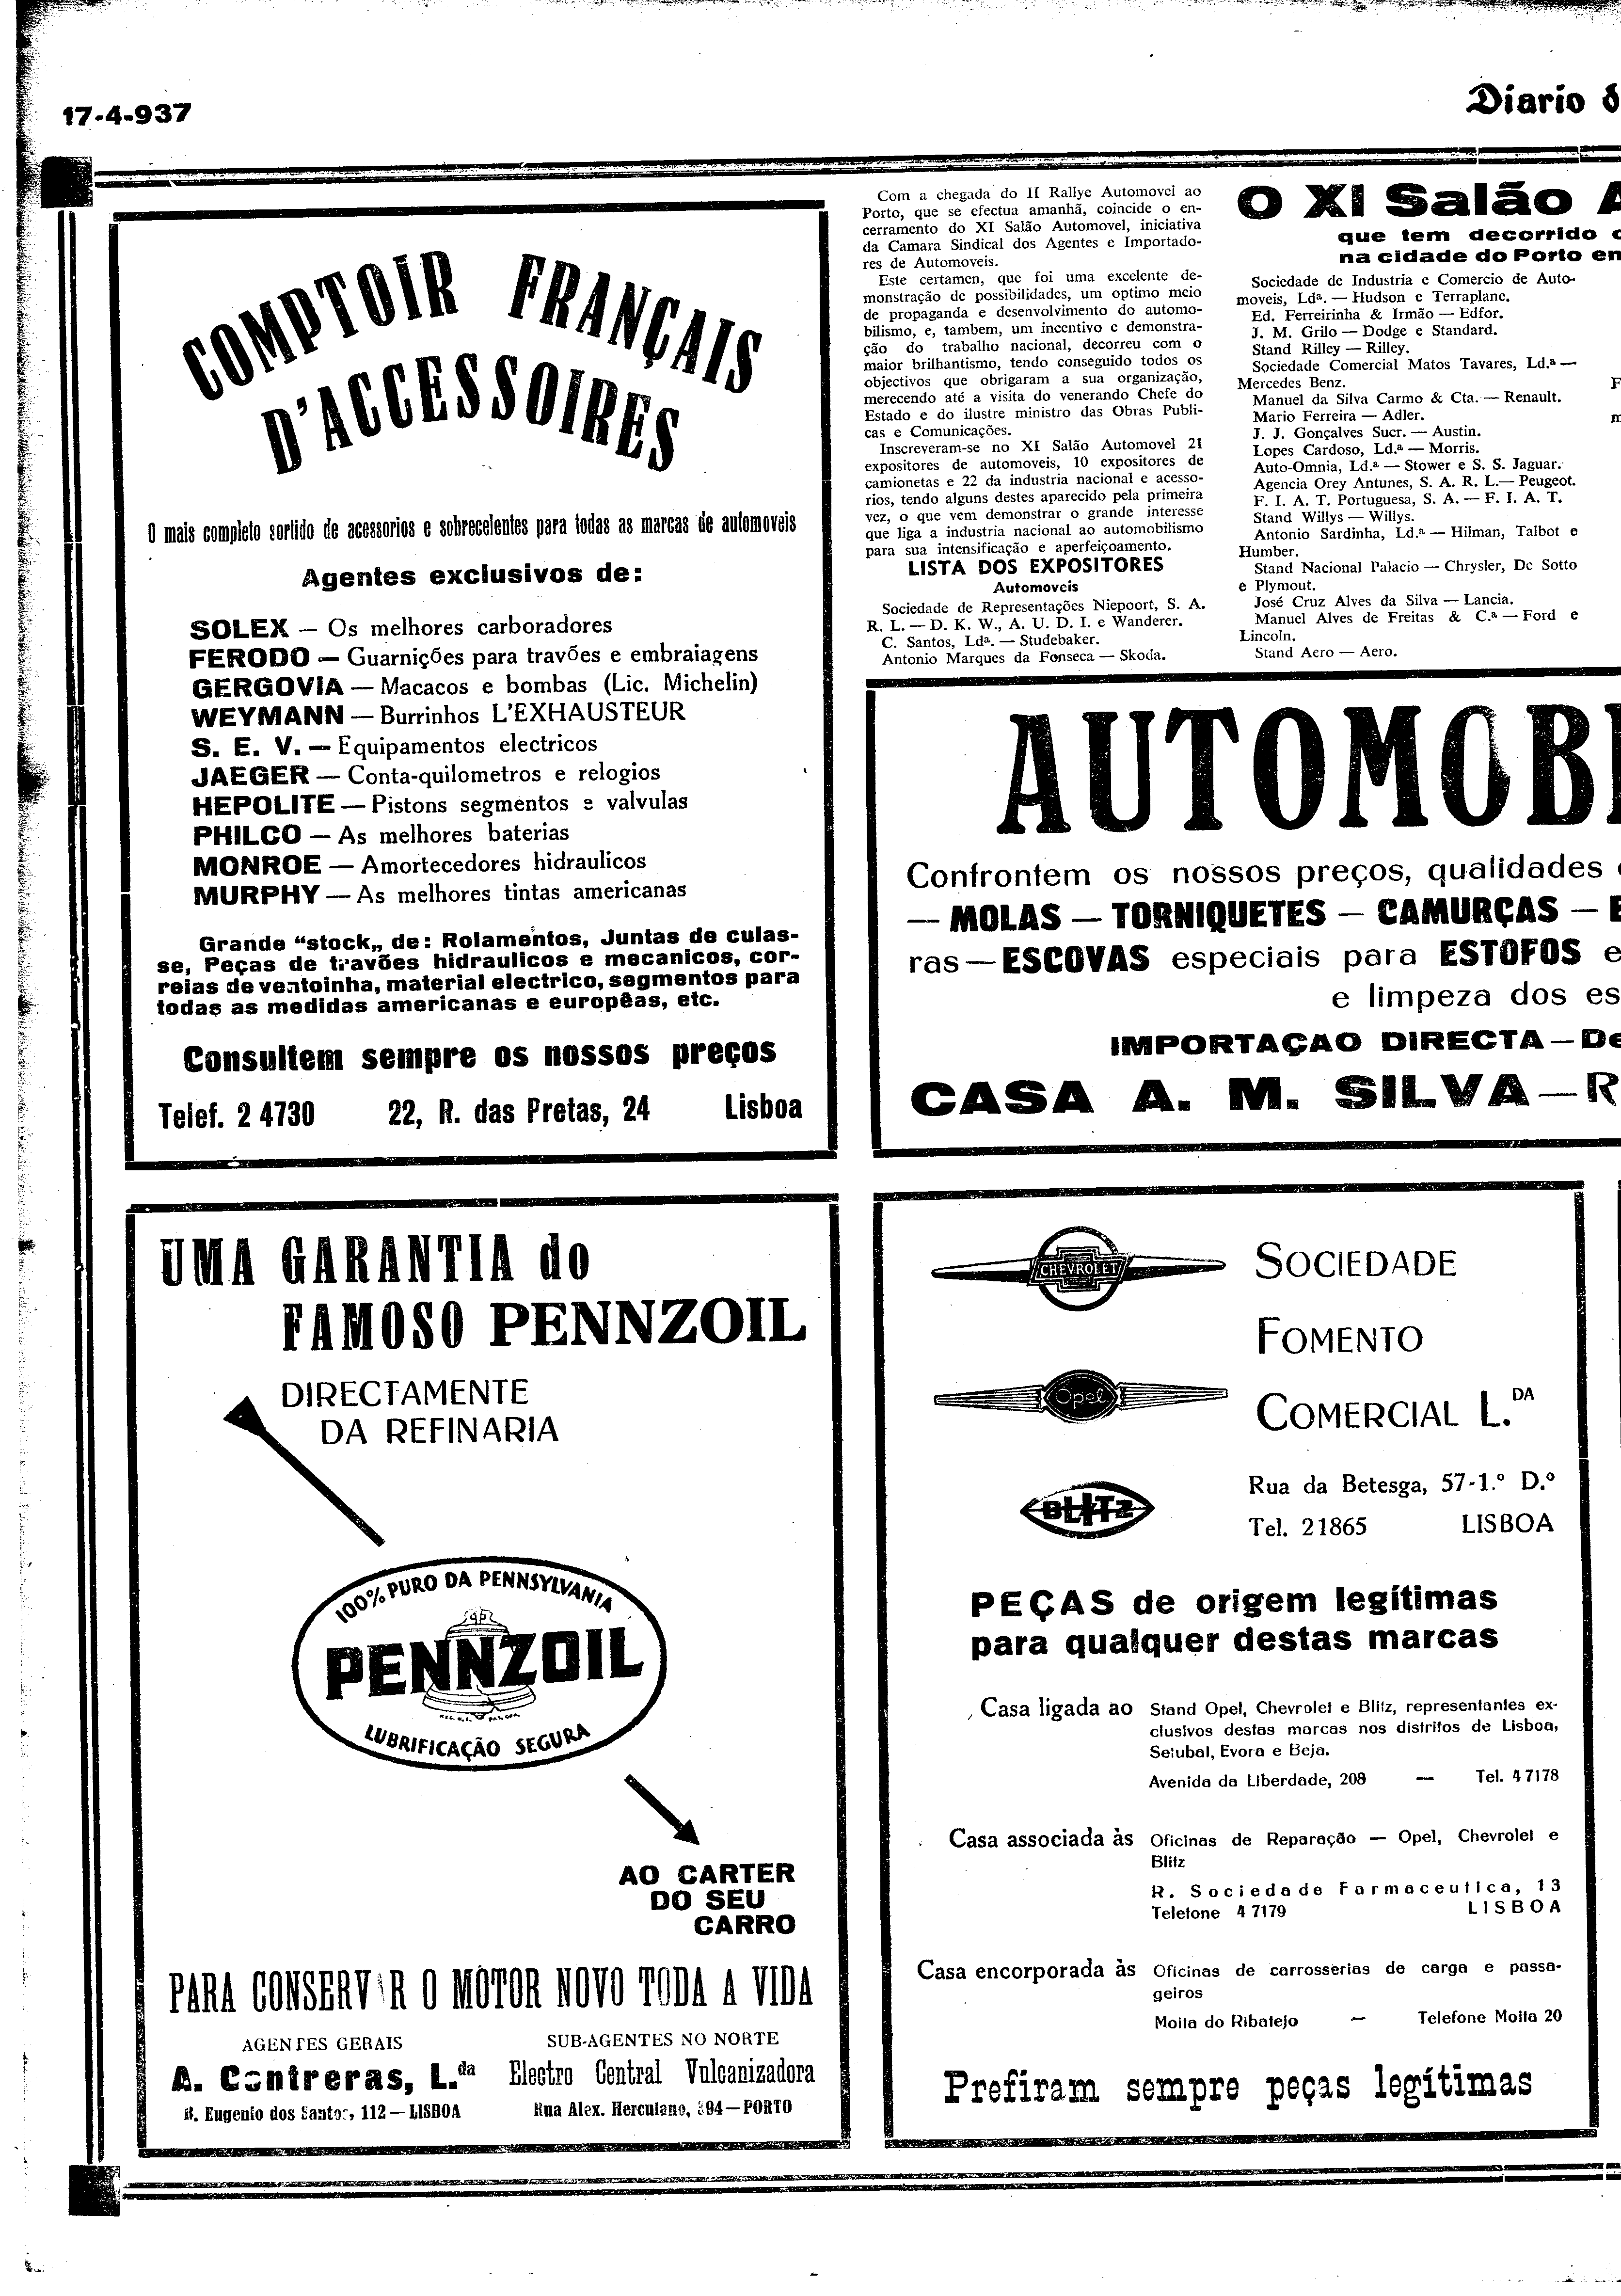 17-4-937
Diario
COMPTOIR FRANÇAIS
D'ACCESSOIRES
O mais completo sortido de acessorios e sobrecelentes para todas as marcas de automoveis
Agentes exclusivos de:
SOLEX — Os melhores carboradores
FERODO — Guarnições para travões e embraiagens
GERGOVIA — Macacos e bombas (Lic. Michelin)
WEYMANN — Burrinhos L'EXHAUSTEUR
S. E. V. — Equipamentos electricos
JAEGER — Conta-quilometros e relogios
HEPOLITE — Pistons segmentos e valvulas
PHILCO — As melhores baterias
MONROE — Amortecedores hidraulicos
MURPHY — As melhores tintas americanas
Grande “stock„ de: Rolamentos, Juntas de culas-
se, Peças de travões hidraulicos e mecanicos, cor-
reias de ventoinha, material electrico, segmentos para
todas as medidas americanas e europêas, etc.
Consultem sempre os nossos preços
Telef. 2 4730 22, R. das Pretas, 24 Lisboa
Com a chegada do II Rallye Automovel ao
Porto, que se efectua amanhã, coincide o en-
cerramento do XI Salão Automovel, iniciativa
da Camara Sindical dos Agentes e Importado-
res de Automoveis.
Este certamen, que foi uma excelente de-
monstração de possibilidades, um optimo meio
de propaganda e desenvolvimento do automo-
bilismo, e, tambem, um incentivo e demonstra-
ção do trabalho nacional, decorreu com o
maior brilhantismo, tendo conseguido todos os
objectivos que obrigaram a sua organização,
merecendo até a visita do venerando Chefe do
Estado e do ilustre ministro das Obras Publi-
cas e Comunicações.
Inscreveram-se no XI Salão Automovel 21
expositores de automoveis, 10 expositores de
camionetas e 22 da industria nacional e acesso-
rios, tendo alguns destes aparecido pela primeira
vez, o que vem demonstrar o grande interesse
que liga a industria nacional ao automobilismo
para sua intensificação e aperfeiçoamento.
LISTA DOS EXPOSITORES
Automoveis
Sociedade de Representações Niepoort, S. A.
R. L. — D. K. W., A. U. D. I. e Wanderer.
C. Santos, Ldª. — Studebaker.
Antonio Marques da Fonseca — Skoda.
O XI Salão A
que tem decorrido
na cidade do Porto en
Sociedade de Industria e Comercio de Auto-
moveis, Ldª. — Hudson e Terraplane.
Ed. Ferreirinha & Irmão — Edfor.
J. M. Grilo — Dodge e Standard.
Stand Rilley — Rilley.
Sociedade Comercial Matos Tavares, Ld.ª —
Mercedes Benz.
Manuel da Silva Carmo & Cta. — Renault.
Mario Ferreira — Adler.
J. J. Gonçalves Sucr. — Austin.
Lopes Cardoso, Ld.ª — Morris.
Auto-Omnia, Ld.ª — Stower e S. S. Jaguar.
Agencia Orey Antunes, S. A. R. L.— Peugeot.
F. I. A. T. Portuguesa, S. A. — F. I. A. T.
Stand Willys — Willys.
Antonio Sardinha, Ld.ª — Hilman, Talbot e
Humber.
Stand Nacional Palacio — Chrysler, De Sotto
e Plymout.
José Cruz Alves da Silva — Lancia.
Manuel Alves de Freitas & C.ª — Ford e
Lincoln.
Stand Aero — Aero.
F
m
AUTOMOBI
Confrontem os nossos preços, qualidades
— MOLAS — TORNIQUETES — CAMURÇAS —
ras — ESCOVAS especiais para ESTOFOS e
e limpeza dos es
IMPORTAÇAO DIRECTA — De
CASA A. M. SILVA — R
UMA GARANTIA do
FAMOSO PENNZOIL
DIRECTAMENTE
DA REFINARIA
100% PURO DA PENNSYLVANIA
PENNZOIL
LUBRIFICAÇÃO SEGURA
AO CARTER
DO SEU
CARRO
PARA CONSERVAR O MOTOR NOVO TODA A VIDA
AGENTES GERAIS
A. Contreras, L.da
R. Eugenio dos Santos, 112 — LISBOA
SUB-AGENTES NO NORTE
Electro Central Vulcanizadora
Rua Alex. Herculano, 394 — PORTO
CHEVROLET
Opel
BLITZ
SOCIEDADE
FOMENTO
COMERCIAL L.DA
Rua da Betesga, 57-1.º D.º
Tel. 21865 LISBOA
PEÇAS de origem legítimas
para qualquer destas marcas
Casa ligada ao Stand Opel, Chevrolet e Blitz, representantes ex-
clusivos destas marcas nos distritos de Lisboa,
Setubal, Evora e Beja.
Avenida da Liberdade, 208 — Tel. 4 7178
Casa associada às Oficinas de Reparação — Opel, Chevrolet e
Blitz
R. Sociedade Farmaceutica, 13
Telefone 4 7179 LISBOA
Casa encorporada às Oficinas de carrosserias de carga e passa-
geiros
Moita do Ribatejo — Telefone Moita 20
Prefiram sempre peças legítimas